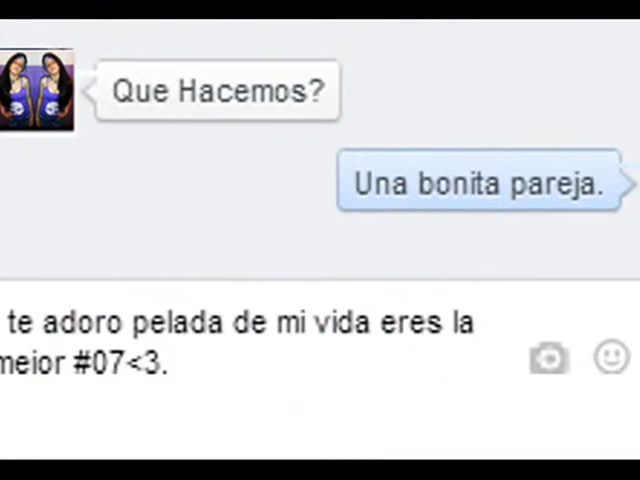 Que Hacemos?
Una bonita pareja.
te adoro pelada de mi vida eres la
mejor #07<3.